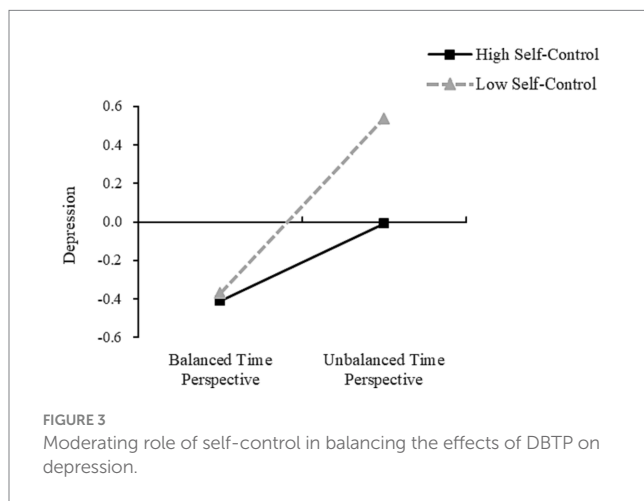 High Self-Control
Low Self-Control
Depression
0.6
0.4
0.2
0.0
-0.2
-0.4
-0.6
Balanced Time
Perspective
Unbalanced Time
Perspective
FIGURE 3
Moderating role of self-control in balancing the effects of DBTP on
depression.